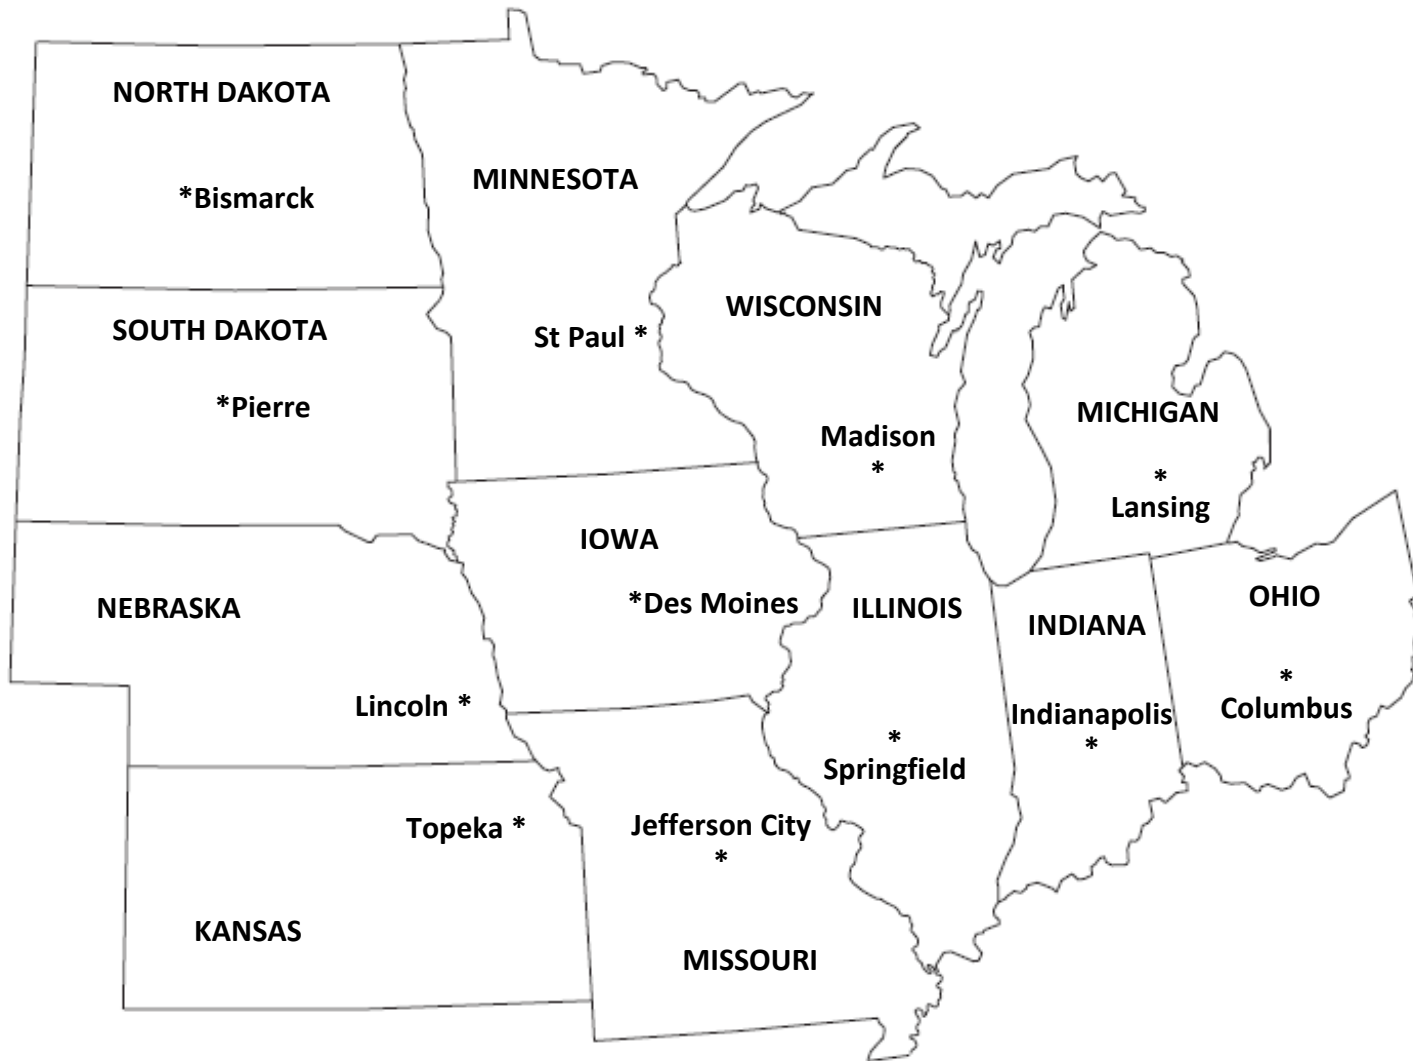 NORTH DAKOTA
*Bismarck
MINNESOTA
SOUTH DAKOTA
*Pierre
St Paul *
WISCONSIN
Madison
*
MICHIGAN
*
Lansing
NEBRASKA
Lincoln *
IOWA
*Des Moines
ILLINOIS
*
Springfield
INDIANA
Indianapolis
*
OHIO
*
Columbus
Topeka *
KANSAS
Jefferson City
*
MISSOURI